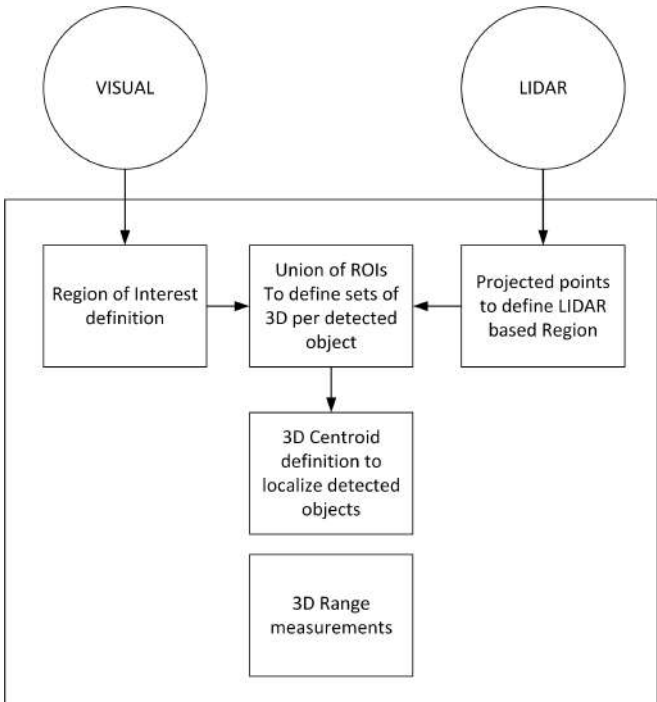 VISUAL
LIDAR
Region of Interest
definition
Union of ROIs
To define sets of
3D per detected
object
Projected points
to define LIDAR
based Region
3D Centroid
definition to
localize detected
objects
3D Range
measurements